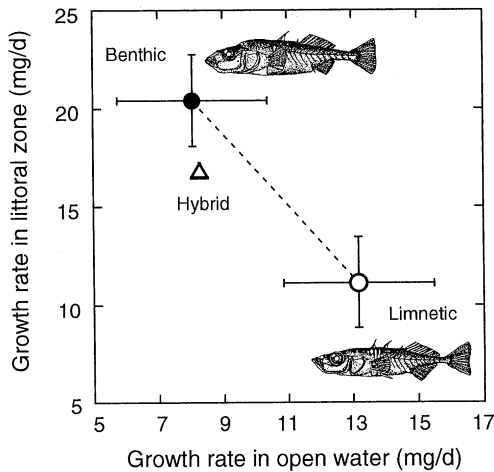 Growth rate in littoral zone (mg/d)
25
20
15
10
5
Benthic
Hybrid
Limnetic
5 7 9 11 13 15 17
Growth rate in open water (mg/d)